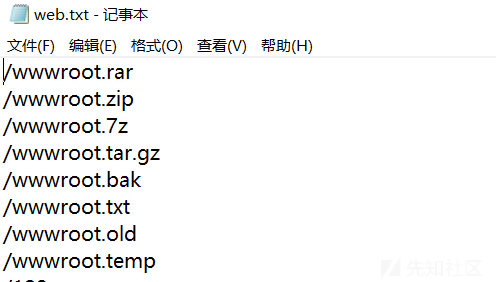 web.txt - 记事本
文件(F) 编辑(E) 格式(O) 查看(V) 帮助(H)
/wwwroot.rar
/wwwroot.zip
/wwwroot.7z
/wwwroot.tar.gz
/wwwroot.bak
/wwwroot.txt
/wwwroot.old
/wwwroot.temp
先知社区